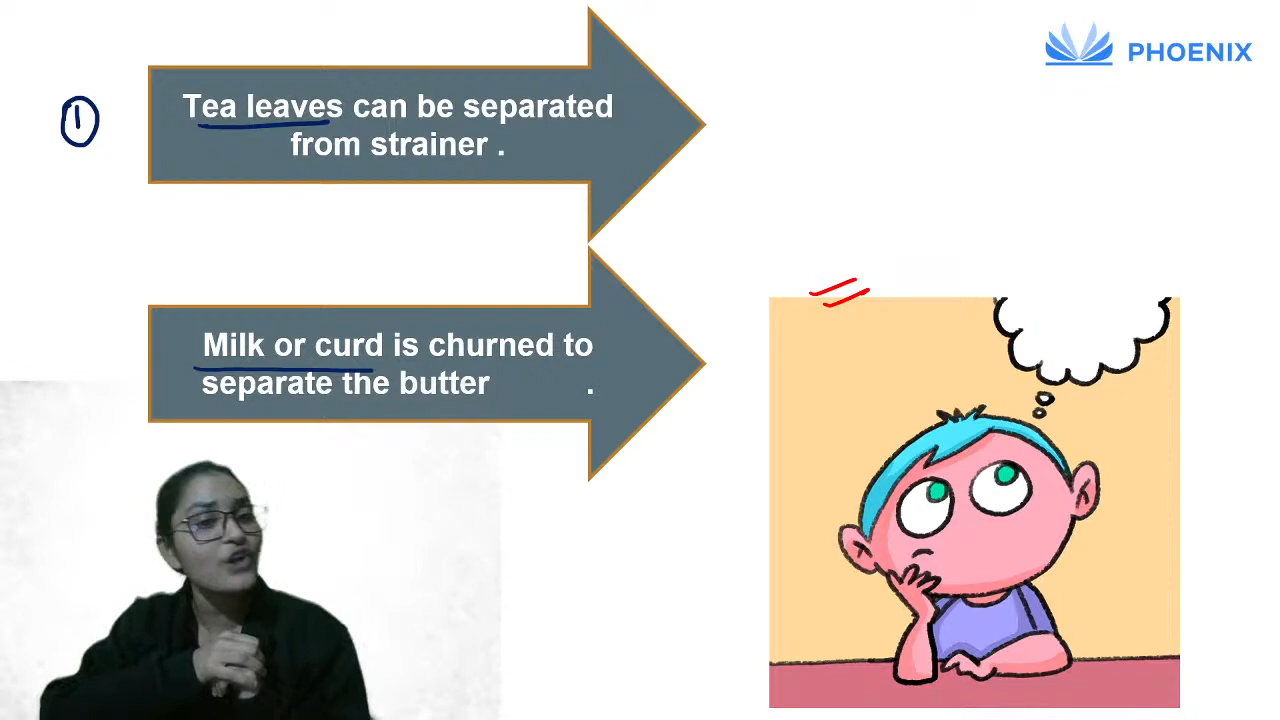 PHOENIX
1
Tea leaves can be separated
from strainer .
Milk or curd is churned to
separate the butter .